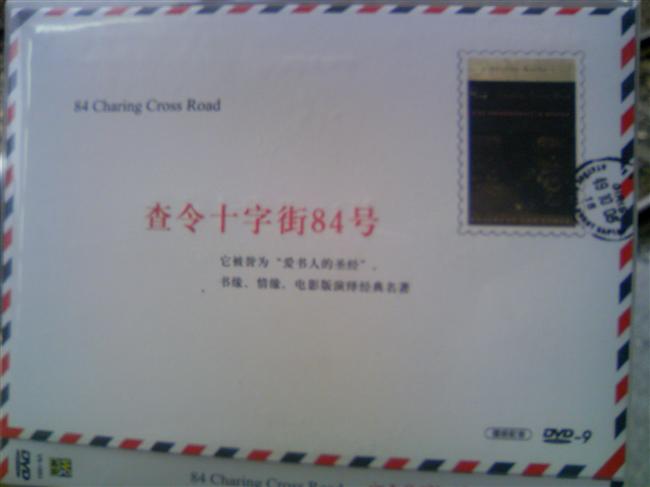 84 Charing Cross Road
查令十字街84号
它被誉为“爱书人的圣经”，
书缘、情缘，电影版演绎经典名著
DVD-9
DVD
84 Charing Cross Road